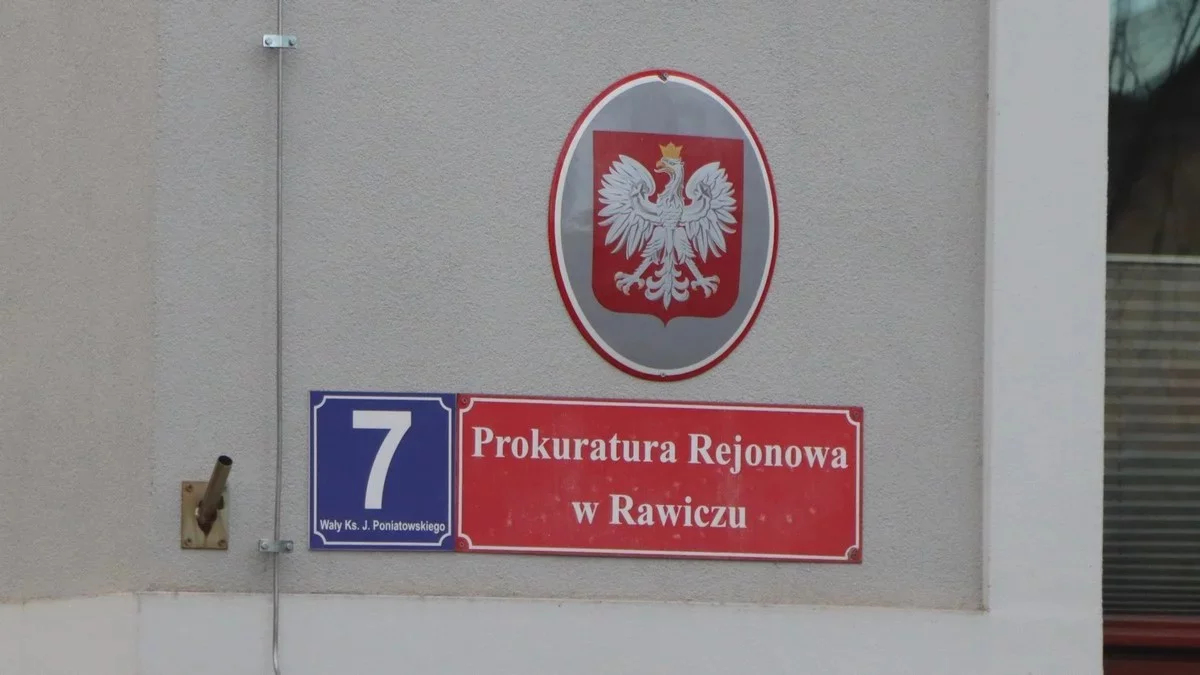 7
Wały Ks. J. Poniatowskiego
Prokuratura Rejonowa
w Rawiczu